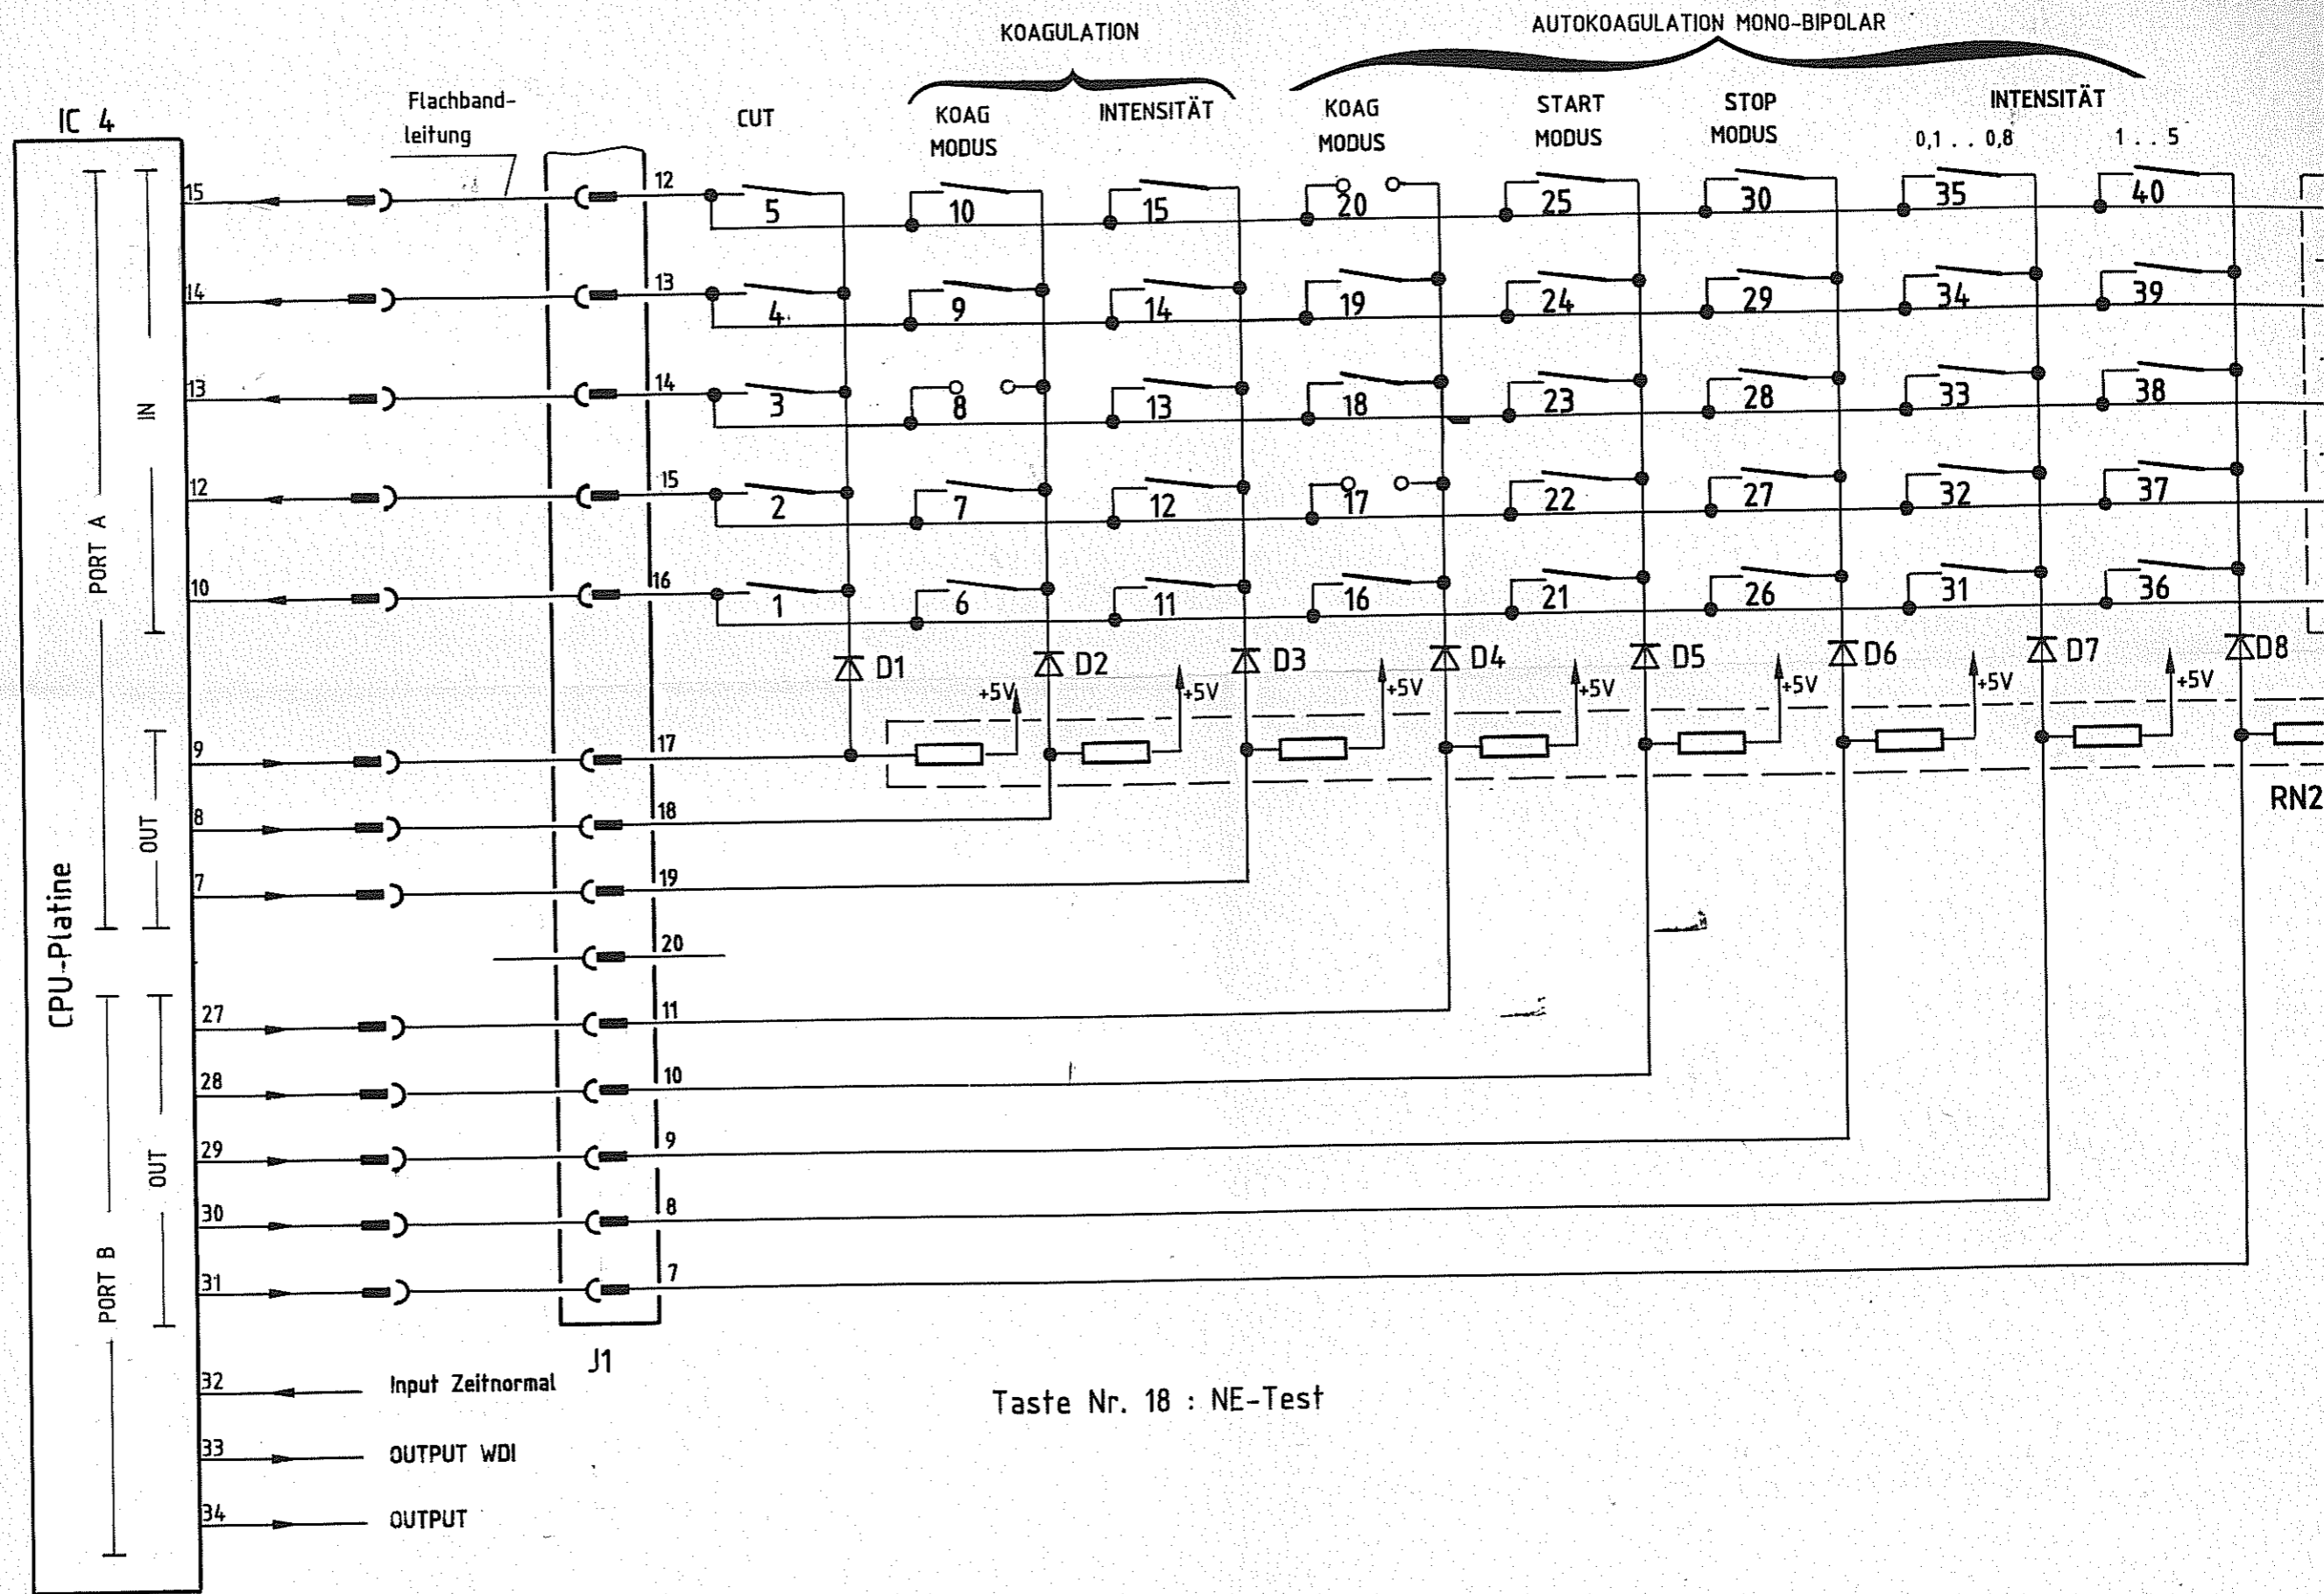 KOAGULATION
AUTOKOAGULATION MONO-BIPOLAR
IC 4
Flachband-
leitung
CUT
KOAG
MODUS
INTENSITÄT
KOAG
MODUS
START
MODUS
STOP
MODUS
INTENSITÄT
0,1 . . 0,8
1 . . 5
15
12
5
10
15
20
25
30
35
40
14
13
4
9
14
19
24
29
34
39
13
14
3
8
13
18
23
28
33
38
12
15
2
7
12
17
22
27
32
37
10
16
1
6
11
16
21
26
31
36
IN
PORT A
D1
D2
D3
D4
D5
D6
D7
D8
+5V
+5V
+5V
+5V
+5V
+5V
+5V
RN2
9
17
8
18
7
19
OUT
20
CPU-Platine
27
11
28
10
29
9
30
8
31
7
OUT
PORT B
J1
32
Input Zeitnormal
33
OUTPUT WDI
34
OUTPUT
Taste Nr. 18 : NE-Test